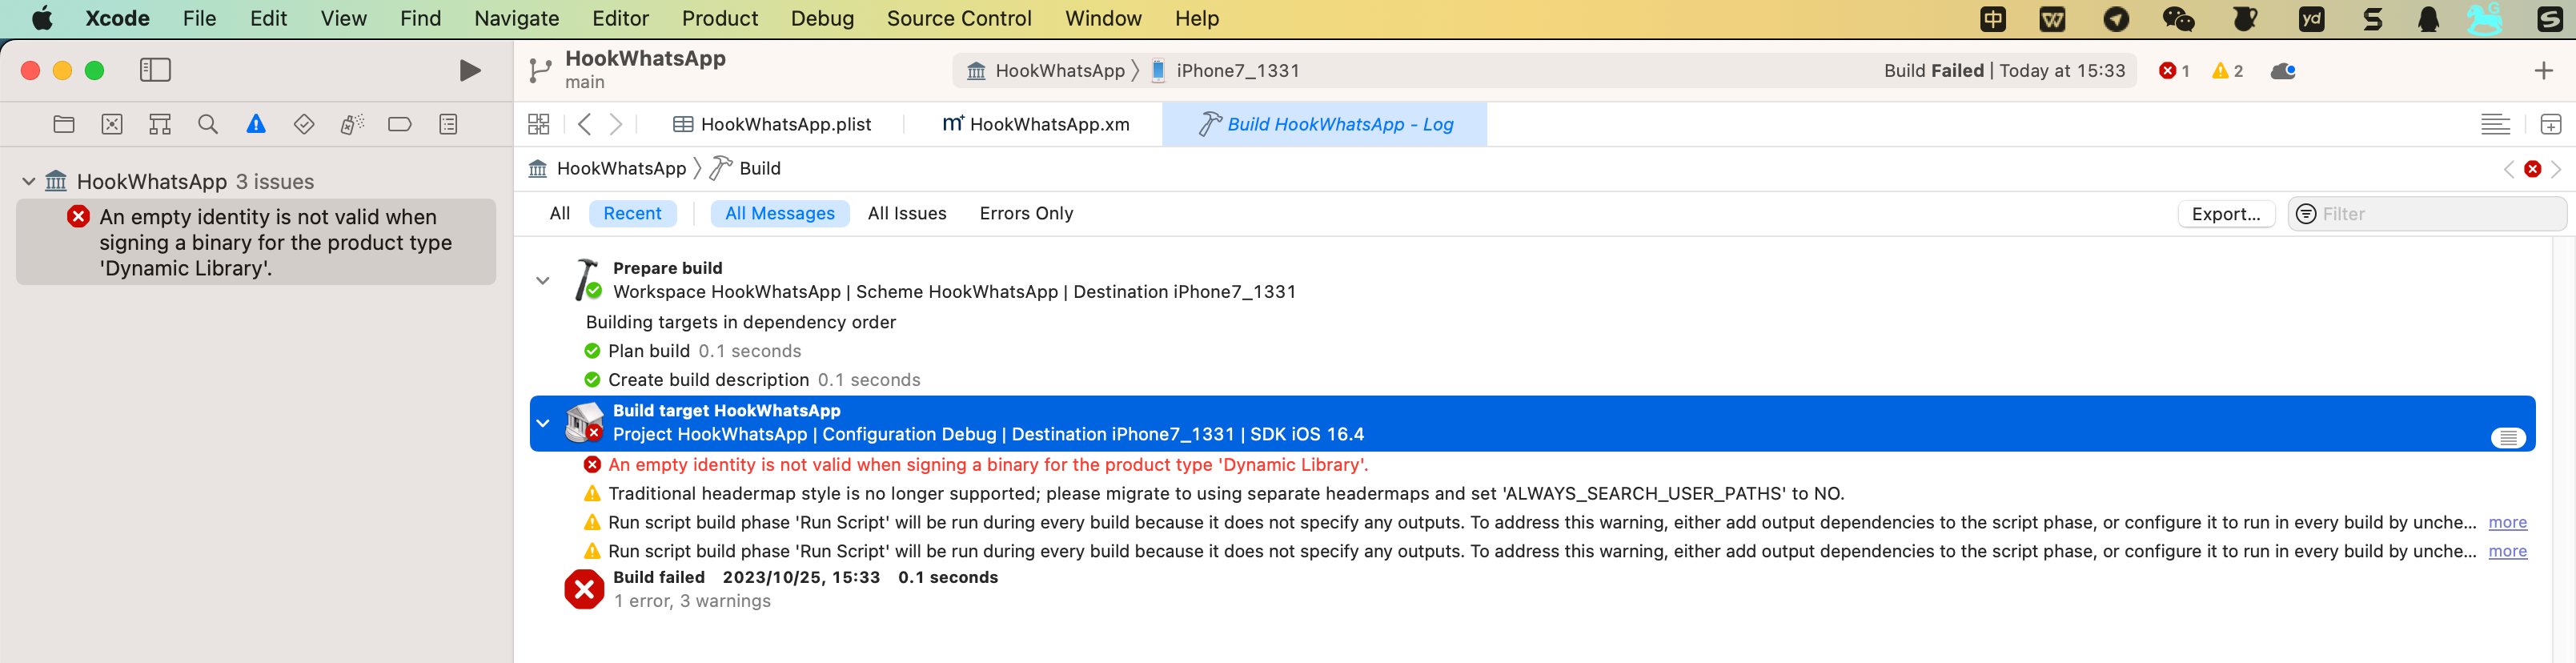 Xcode File Edit View Find Navigate Editor Product Debug Source Control Window Help
中 W yd S G S
HookWhatsApp
main
HookWhatsApp 〉 iPhone7_1331
Build Failed | Today at 15:33
1
2
HookWhatsApp.plist
HookWhatsApp.xm
Build HookWhatsApp - Log
HookWhatsApp 3 issues
An empty identity is not valid when
signing a binary for the product type
'Dynamic Library'.
HookWhatsApp 〉 Build
All Recent All Messages All Issues Errors Only
Export... Filter
Prepare build
Workspace HookWhatsApp | Scheme HookWhatsApp | Destination iPhone7_1331
Building targets in dependency order
Plan build 0.1 seconds
Create build description 0.1 seconds
Build target HookWhatsApp
Project HookWhatsApp | Configuration Debug | Destination iPhone7_1331 | SDK iOS 16.4
An empty identity is not valid when signing a binary for the product type 'Dynamic Library'.
Traditional headermap style is no longer supported; please migrate to using separate headermaps and set 'ALWAYS_SEARCH_USER_PATHS' to NO.
Run script build phase 'Run Script' will be run during every build because it does not specify any outputs. To address this warning, either add output dependencies to the script phase, or configure it to run in every build by unche... more
Run script build phase 'Run Script' will be run during every build because it does not specify any outputs. To address this warning, either add output dependencies to the script phase, or configure it to run in every build by unche... more
Build failed 2023/10/25, 15:33 0.1 seconds
1 error, 3 warnings